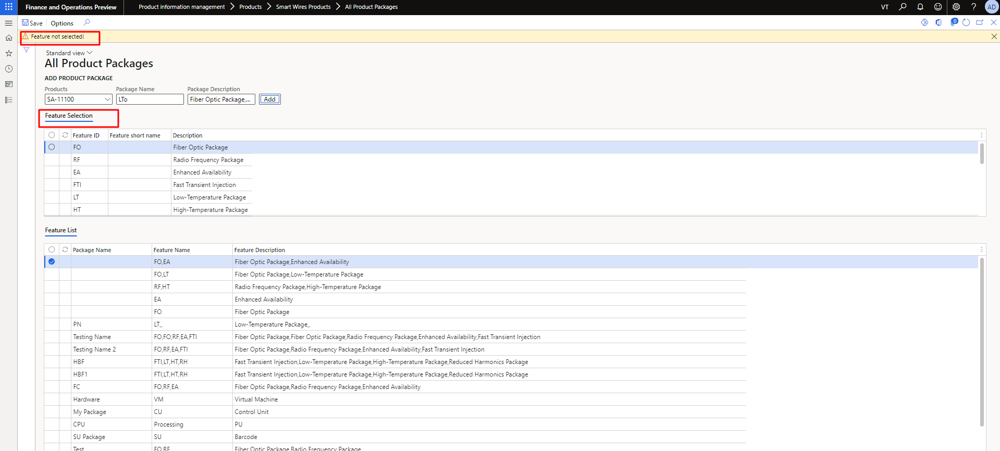 Finance and Operations Preview
Product information management Products Smart Wires Products All Product Packages
VT
AD
Save Options
0
Feature not selected!
Standard view
All Product Packages
ADD PRODUCT PACKAGE
Products Package Name Package Description
SA-11100 LTo Fiber Optic Package,... Add
Feature Selection
Feature ID Feature short name Description
FO Fiber Optic Package
RF Radio Frequency Package
EA Enhanced Availability
FTI Fast Transient Injection
LT Low-Temperature Package
HT High-Temperature Package
Feature List
Package Name Feature Name Feature Description
FO,EA Fiber Optic Package,Enhanced Availability
FO,LT Fiber Optic Package,Low-Temperature Package
RF,HT Radio Frequency Package,High-Temperature Package
EA Enhanced Availability
FO Fiber Optic Package
PN LT,, Low-Temperature Package,,
Testing Name FO,FO,RF,EA,FTI Fiber Optic Package,Fiber Optic Package,Radio Frequency Package,Enhanced Availability,Fast Transient Injection
Testing Name 2 FO,RF,EA,FTI Fiber Optic Package,Radio Frequency Package,Enhanced Availability,Fast Transient Injection
HBF FTI,LT,HT,RH Fast Transient Injection,Low-Temperature Package,High-Temperature Package,Reduced Harmonics Package
HBF1 FTI,LT,HT,RH Fast Transient Injection,Low-Temperature Package,High-Temperature Package,Reduced Harmonics Package
FC FO,RF,EA Fiber Optic Package,Radio Frequency Package,Enhanced Availability
Hardware VM Virtual Machine
My Package CU Control Unit
CPU Processing PU
SU Package SU Barcode
Test FO,RF Fiber Optic Package,Radio Frequency Package